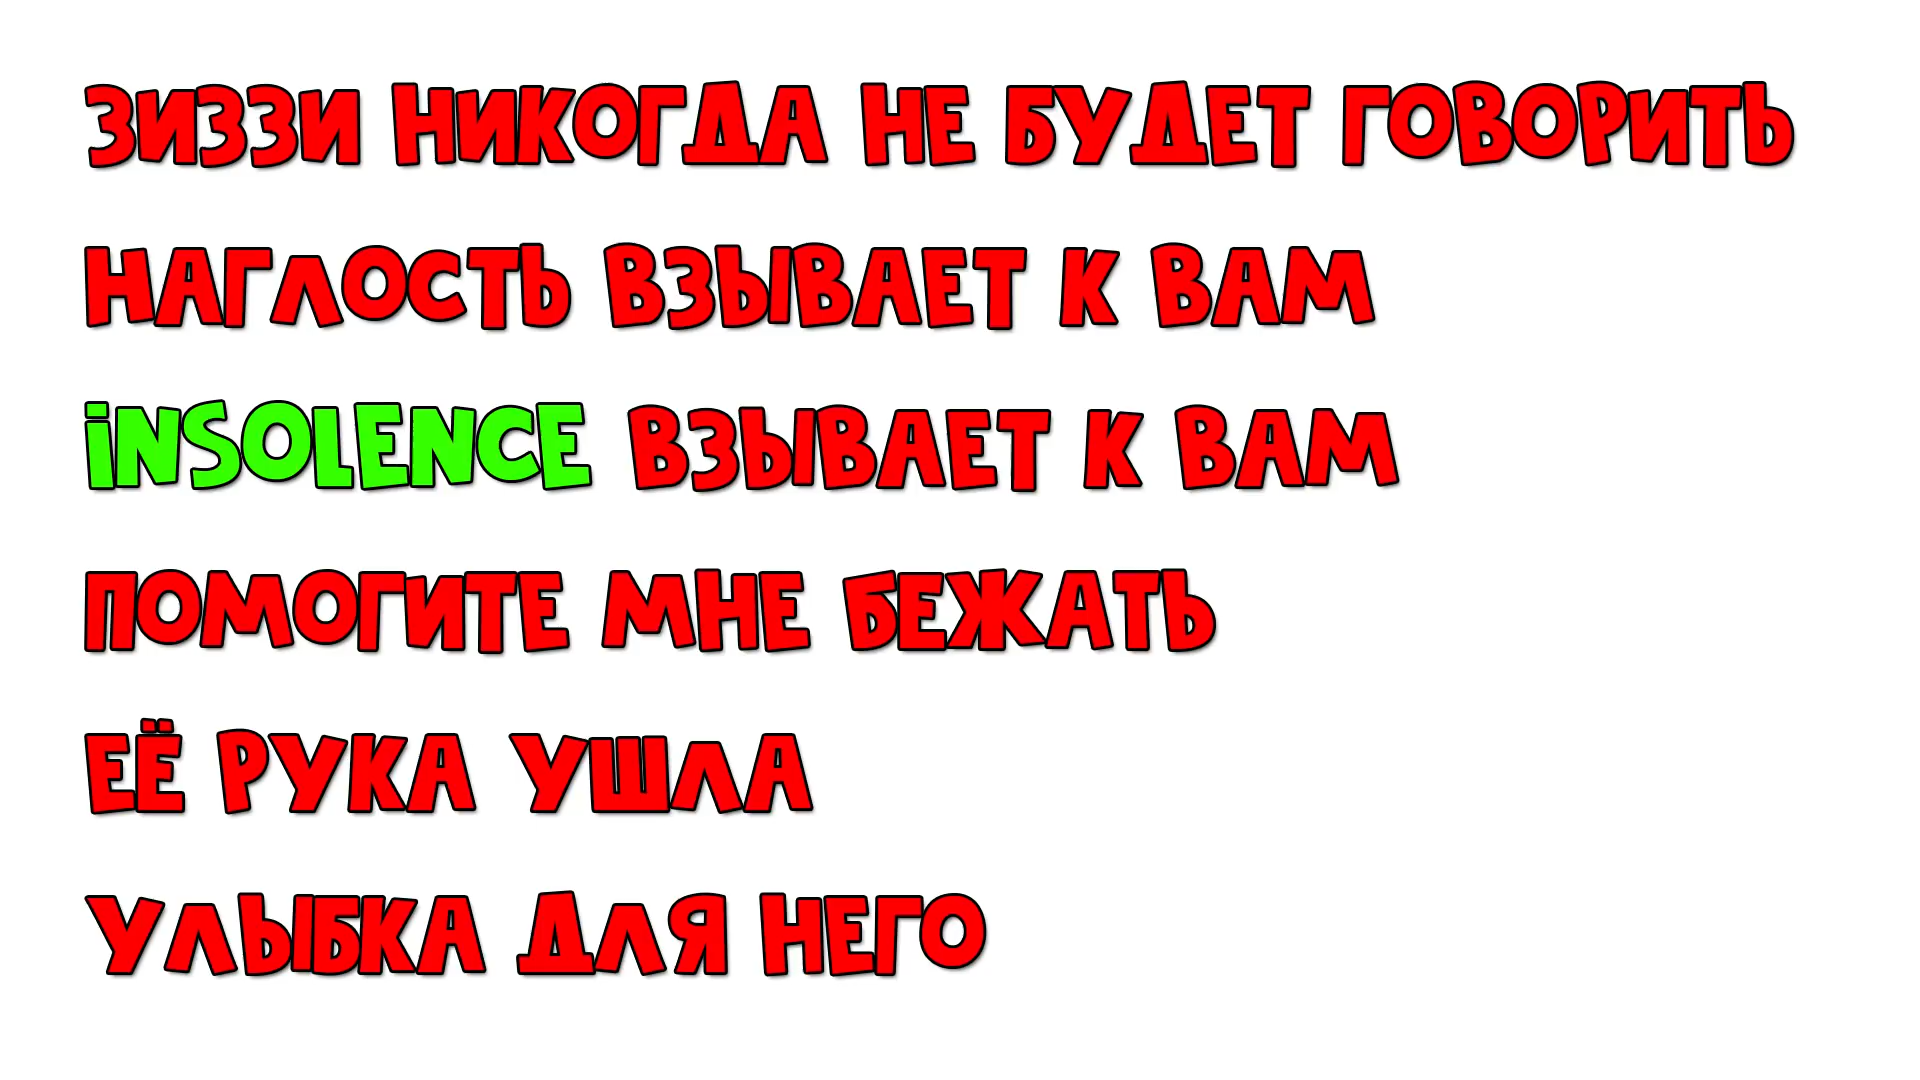 ЗИЗЗИ НИКОГДА НЕ БУДЕТ ГОВОРИТЬ
НАГЛОСТЬ ВЗЫВАЕТ К ВАМ
iNSOLENCE ВЗЫВАЕТ К ВАМ
ПОМОГИТЕ МНЕ БЕЖАТЬ
ЕЁ РУКА УШЛА
УЛЫБКА ДЛЯ НЕГО